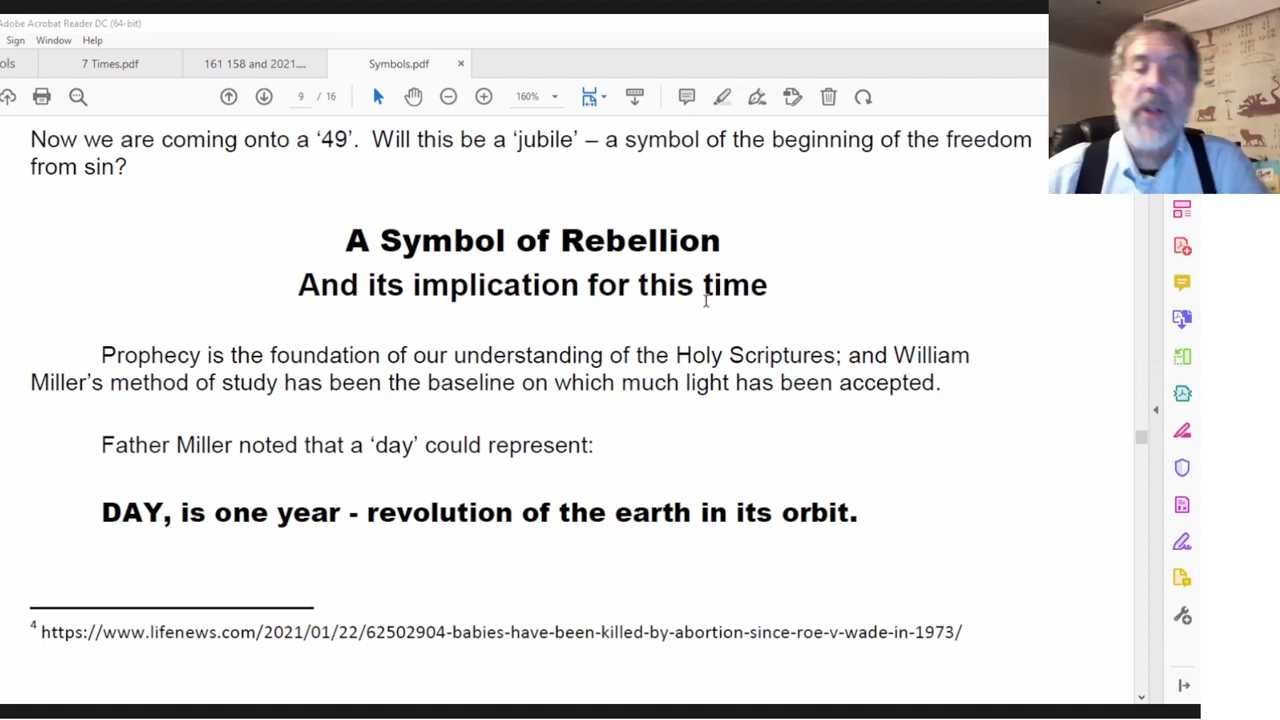 Adobe Acrobat Reader DC (64-bit)
Sign Window Help
ols 7 Times.pdf 161 158 and 2021.... Symbols.pdf ×
9 / 16 160%
Now we are coming onto a ‘49’. Will this be a ‘jubile’ – a symbol of the beginning of the freedom
from sin?
A Symbol of Rebellion
And its implication for this time
Prophecy is the foundation of our understanding of the Holy Scriptures; and William
Miller’s method of study has been the baseline on which much light has been accepted.
Father Miller noted that a ‘day’ could represent:
DAY, is one year - revolution of the earth in its orbit.
4 https://www.lifenews.com/2021/01/22/62502904-babies-have-been-killed-by-abortion-since-roe-v-wade-in-1973/